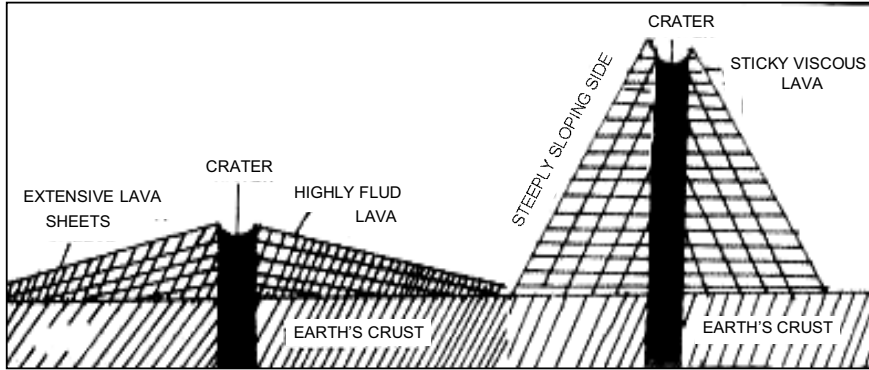 CRATER
STICKY VISCOUS
LAVA
STEEPLY SLOPING SIDE
CRATER
EXTENSIVE LAVA
SHEETS
HIGHLY FLUD
LAVA
EARTH'S CRUST
EARTH'S CRUST